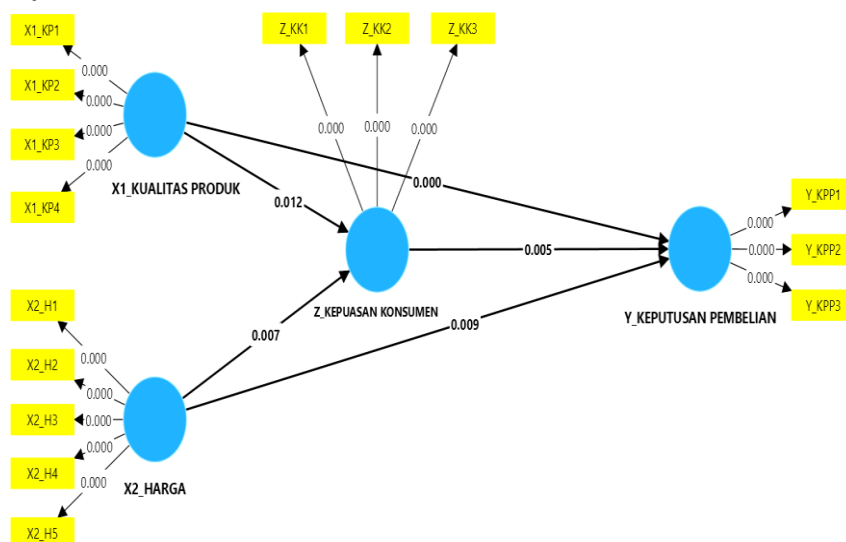 X1_KP1
X1_KP2
X1_KP3
X1_KP4
0.000
0.000
0.000
0.000
X1_KUALITAS PRODUK
Z_KK1
Z_KK2
Z_KK3
0.000
0.000
0.000
0.012
0.000
Z_KEPUASAN KONSUMEN
0.005
0.007
0.009
X2_H1
X2_H2
X2_H3
X2_H4
X2_H5
0.000
0.000
0.000
0.000
0.000
X2_HARGA
Y_KPP1
Y_KPP2
Y_KPP3
0.000
0.000
0.000
Y_KEPUTUSAN PEMBELIAN